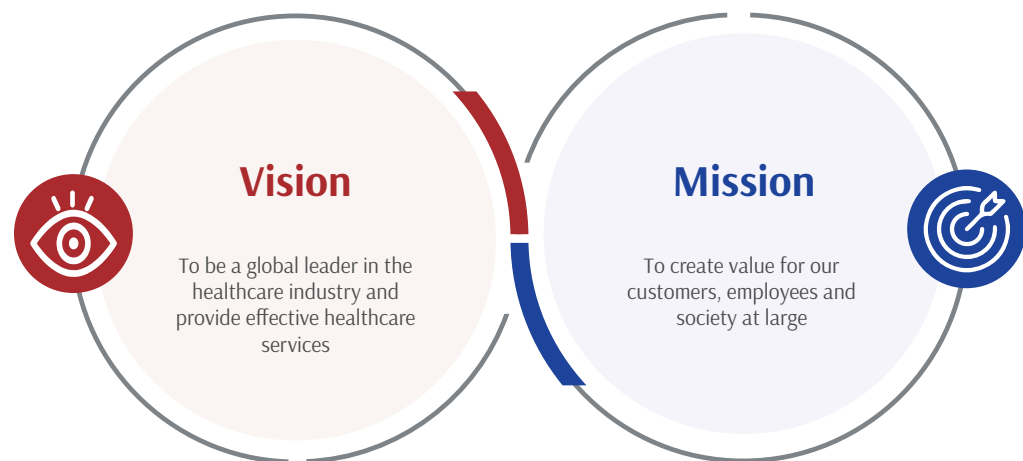 Vision
To be a global leader in the
healthcare industry and
provide effective healthcare
services
Mission
To create value for our
customers, employees and
society at large